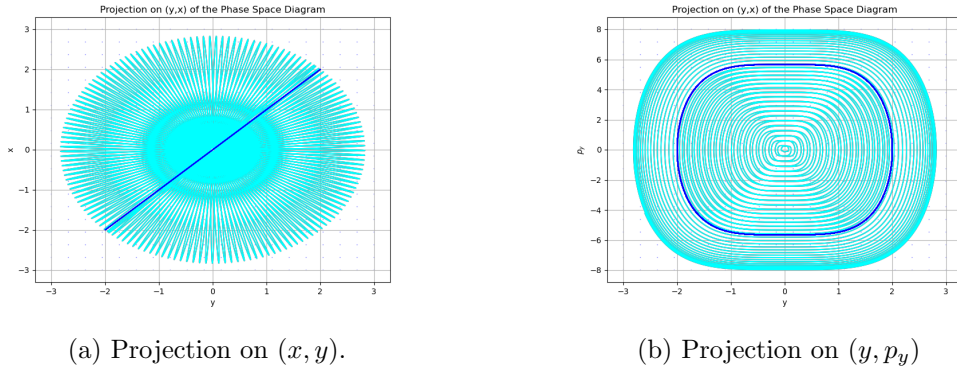 Projection on (y,x) of the Phase Space Diagram
3
2
1
0
−1
−2
−3
x
−3 −2 −1 0 1 2 3
y
(a) Projection on (x, y).
Projection on (y,x) of the Phase Space Diagram
8
6
4
2
0
−2
−4
−6
−8
p_y
−3 −2 −1 0 1 2 3
y
(b) Projection on (y, p_y)